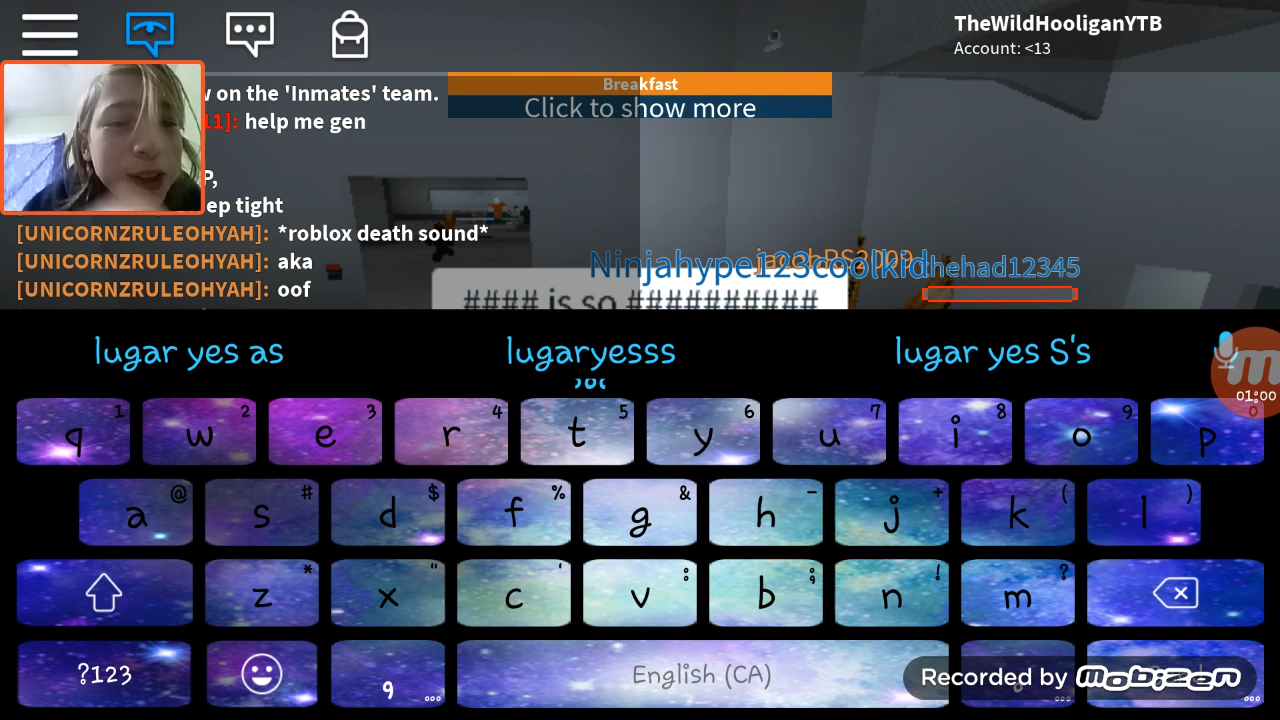 TheWildHooliganYTB
Account: <13
on the 'Inmates' team.
11]: help me gen
P,
ep tight
[UNICORNZRULEOHYAH]: *roblox death sound*
[UNICORNZRULEOHYAH]: aka
[UNICORNZRULEOHYAH]: oof
Breakfast
Click to show more
Ninjahype123coolkid
hehad12345
#### is so ##########
lugar yes as
lugaryesss
lugar yes S's
01:00
q 1 w 2 e 3 r 4 t 5 y 6 u 7 i 8 o 9 p 0
a @ s # d $ f % g & h - j + k ( l )
z * x " c ' v : b ; n ! m ?
?123 , ... English (CA) ...
Recorded by mobizen